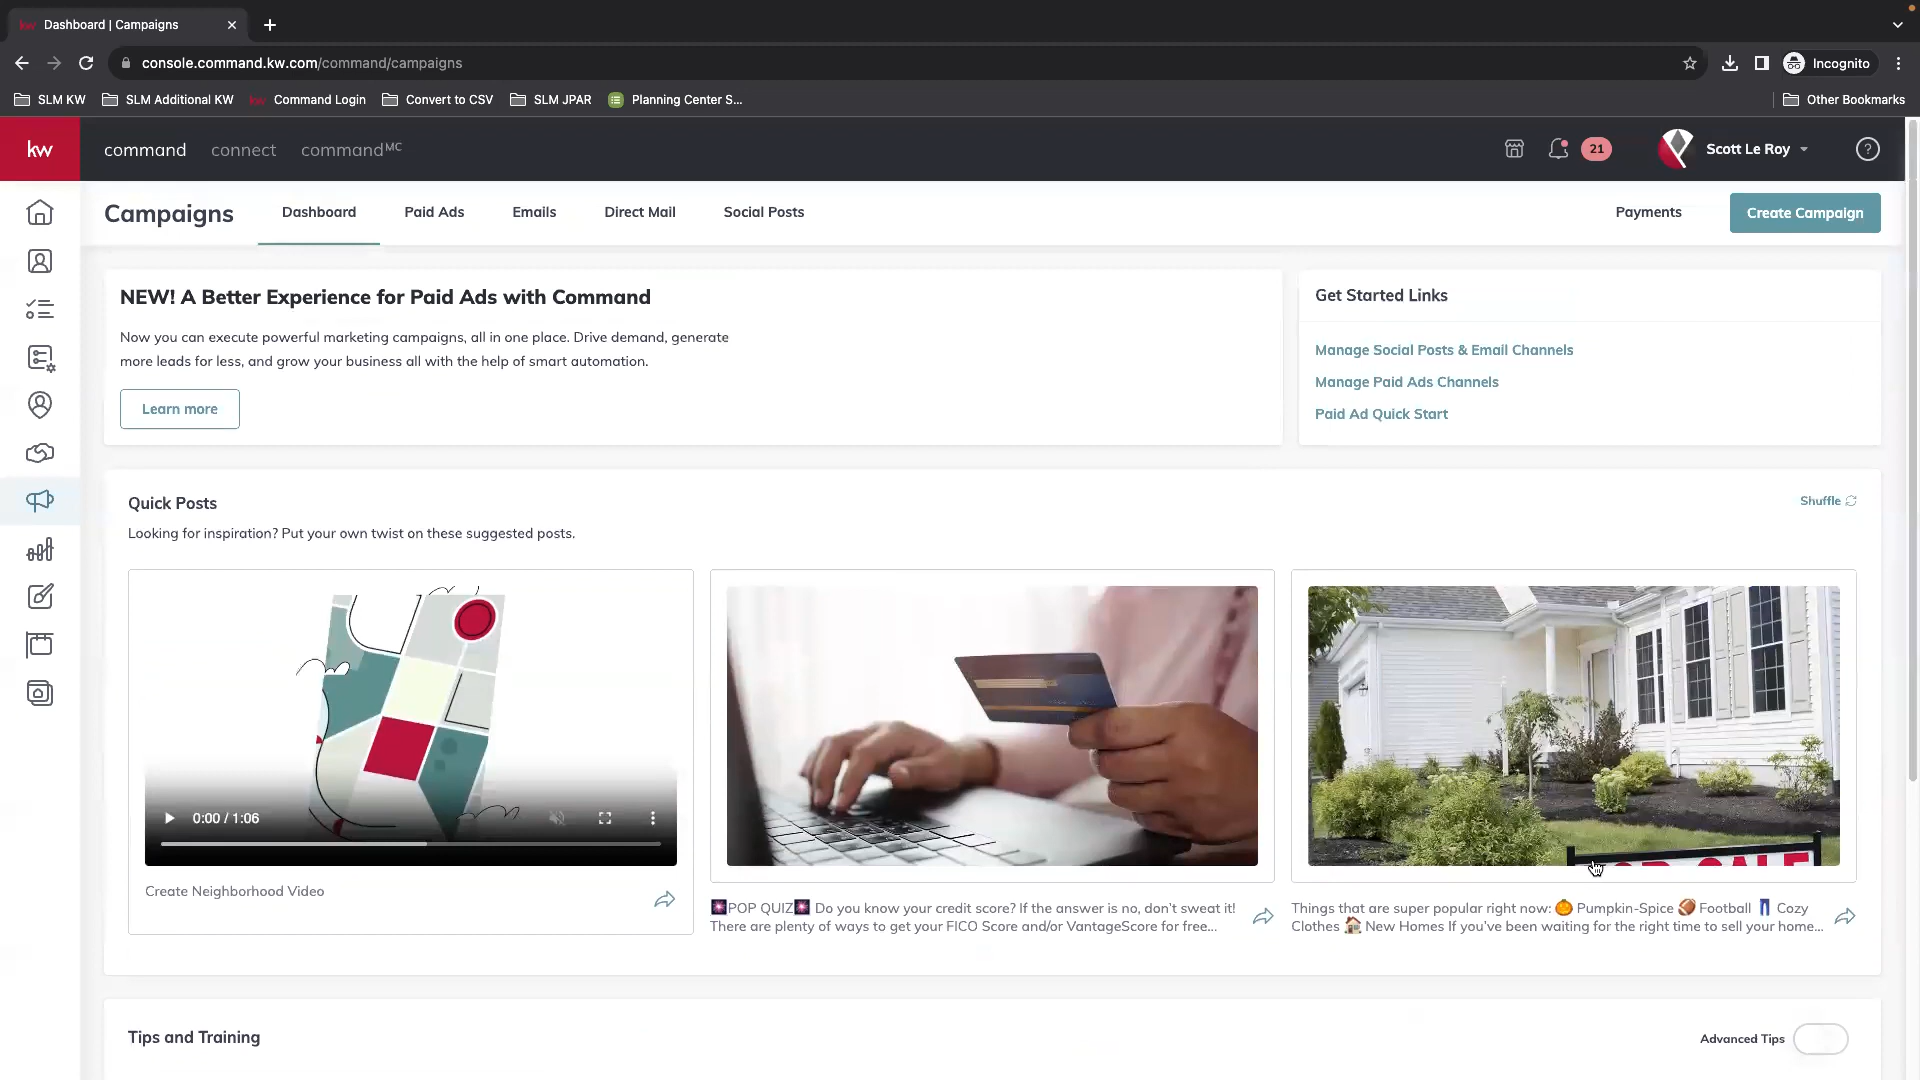 kw Dashboard | Campaigns
console.command.kw.com/command/campaigns
Incognito
SLM KW
SLM Additional KW
kw Command Login
Convert to CSV
SLM JPAR
Planning Center S...
Other Bookmarks
kw
command
connect
commandMC
21
Scott Le Roy
?
Campaigns
Dashboard
Paid Ads
Emails
Direct Mail
Social Posts
Payments
Create Campaign
NEW! A Better Experience for Paid Ads with Command
Now you can execute powerful marketing campaigns, all in one place. Drive demand, generate
more leads for less, and grow your business all with the help of smart automation.
Learn more
Get Started Links
Manage Social Posts & Email Channels
Manage Paid Ads Channels
Paid Ad Quick Start
Quick Posts
Shuffle
Looking for inspiration? Put your own twist on these suggested posts.
0:00 / 1:06
Create Neighborhood Video
🎆POP QUIZ🎆 Do you know your credit score? If the answer is no, don't sweat it!
There are plenty of ways to get your FICO Score and/or VantageScore for free...
Things that are super popular right now: 🎃 Pumpkin-Spice 🏈 Football 👖 Cozy
Clothes 🏠 New Homes If you've been waiting for the right time to sell your home...
Tips and Training
Advanced Tips